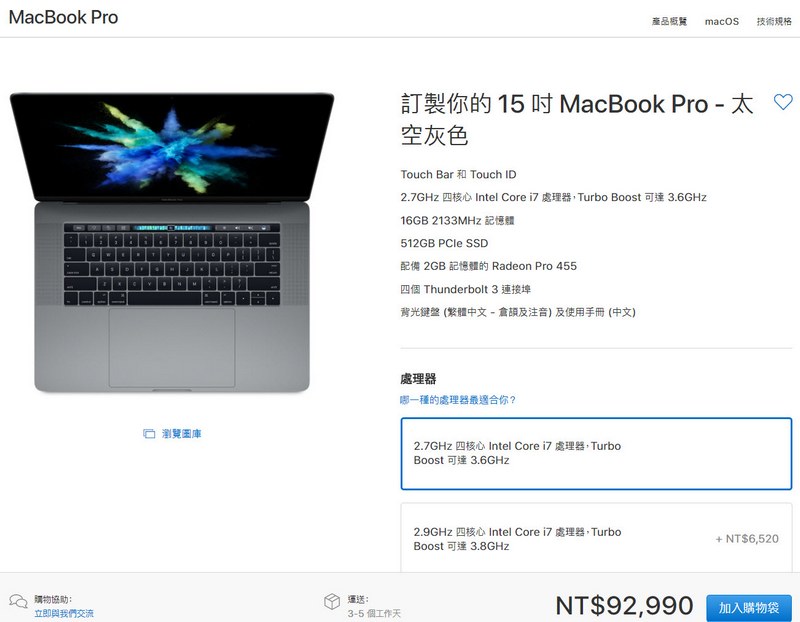 MacBook Pro
產品概覽 macOS 技術規格
訂製你的 15 吋 MacBook Pro - 太
空灰色
Touch Bar 和 Touch ID
2.7GHz 四核心 Intel Core i7 處理器，Turbo Boost 可達 3.6GHz
16GB 2133MHz 記憶體
512GB PCIe SSD
配備 2GB 記憶體的 Radeon Pro 455
四個 Thunderbolt 3 連接埠
背光鍵盤 (繁體中文 - 倉頡及注音) 及使用手冊 (中文)
處理器
哪一種的處理器最適合你？
2.7GHz 四核心 Intel Core i7 處理器，Turbo
Boost 可達 3.6GHz
2.9GHz 四核心 Intel Core i7 處理器，Turbo
Boost 可達 3.8GHz
+ NT$6,520
瀏覽圖庫
購物協助：
立即與我們交流
運送：
3-5 個工作天
NT$92,990
加入購物袋